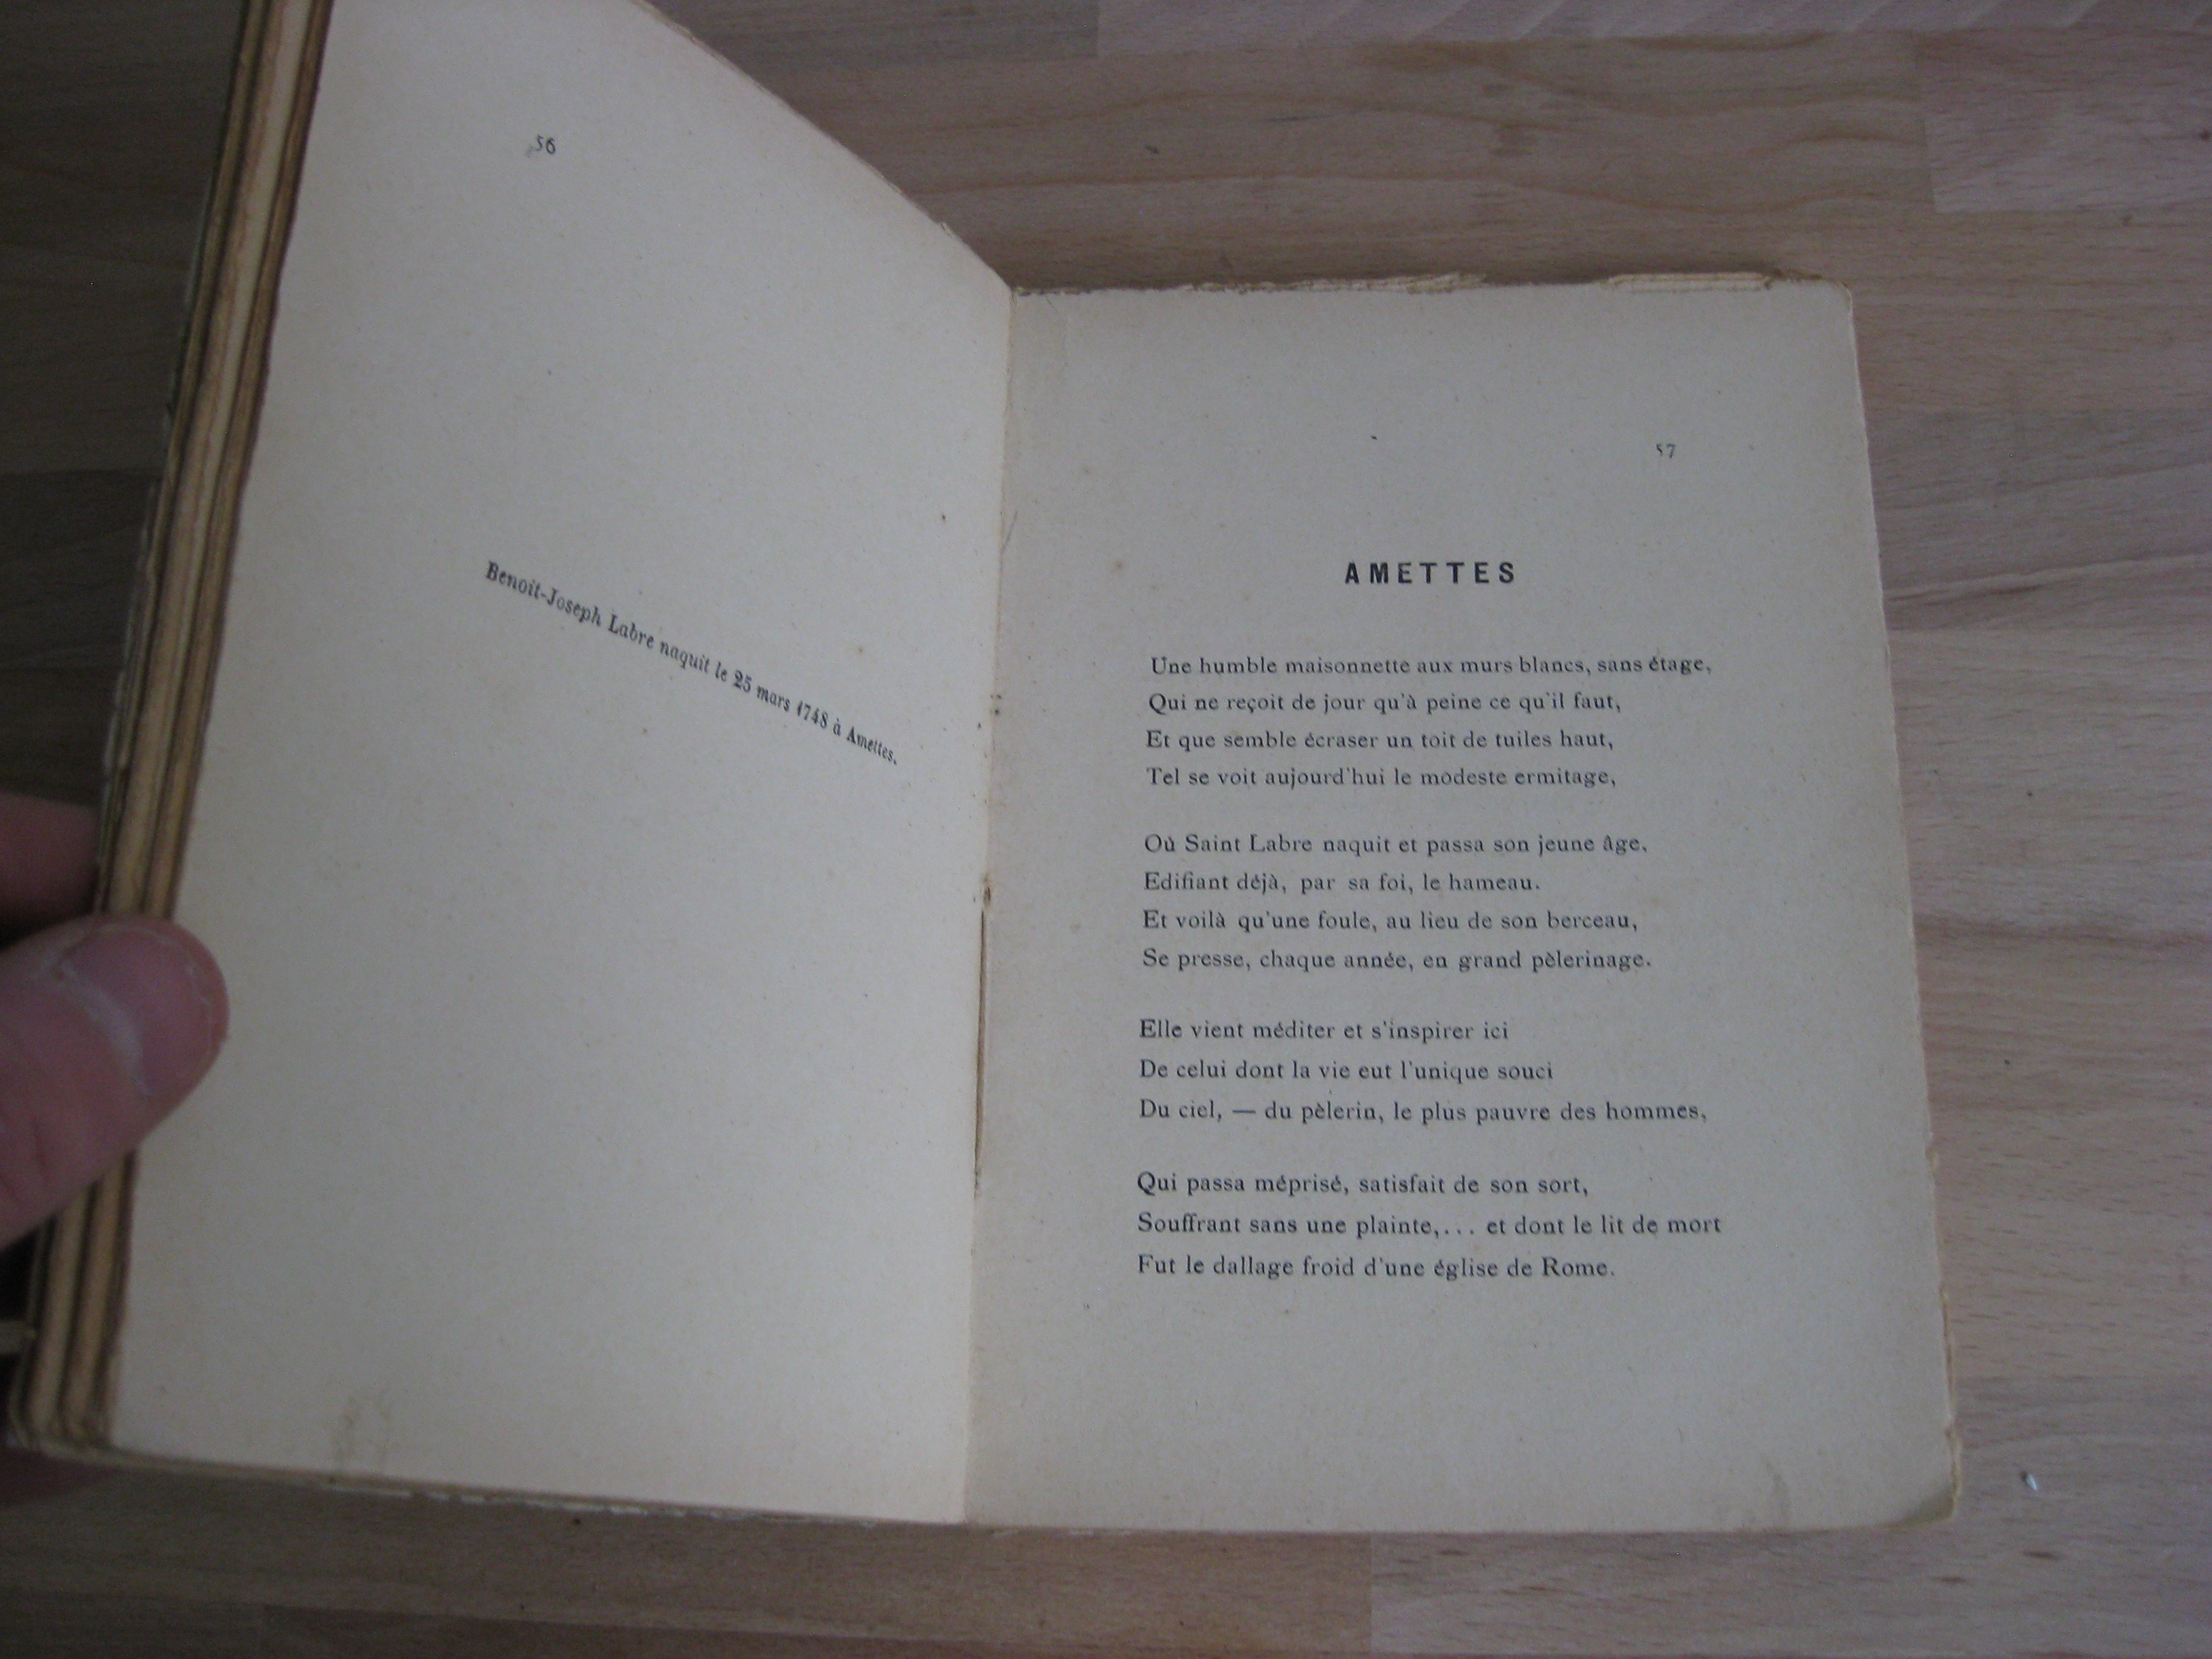 56
Benoit-Joseph Labre naquit le 25 mars 1748 à Amettes.
57
AMETTES
Une humble maisonnette aux murs blancs, sans étage,
Qui ne reçoit de jour qu'à peine ce qu'il faut,
Et que semble écraser un toit de tuiles haut,
Tel se voit aujourd'hui le modeste ermitage,
Où Saint Labre naquit et passa son jeune âge,
Edifiant déjà, par sa foi, le hameau.
Et voilà qu'une foule, au lieu de son berceau,
Se presse, chaque année, en grand pèlerinage.
Elle vient méditer et s'inspirer ici
De celui dont la vie eut l'unique souci
Du ciel, — du pèlerin, le plus pauvre des hommes,
Qui passa méprisé, satisfait de son sort,
Souffrant sans une plainte,... et dont le lit de mort
Fut le dallage froid d'une église de Rome.